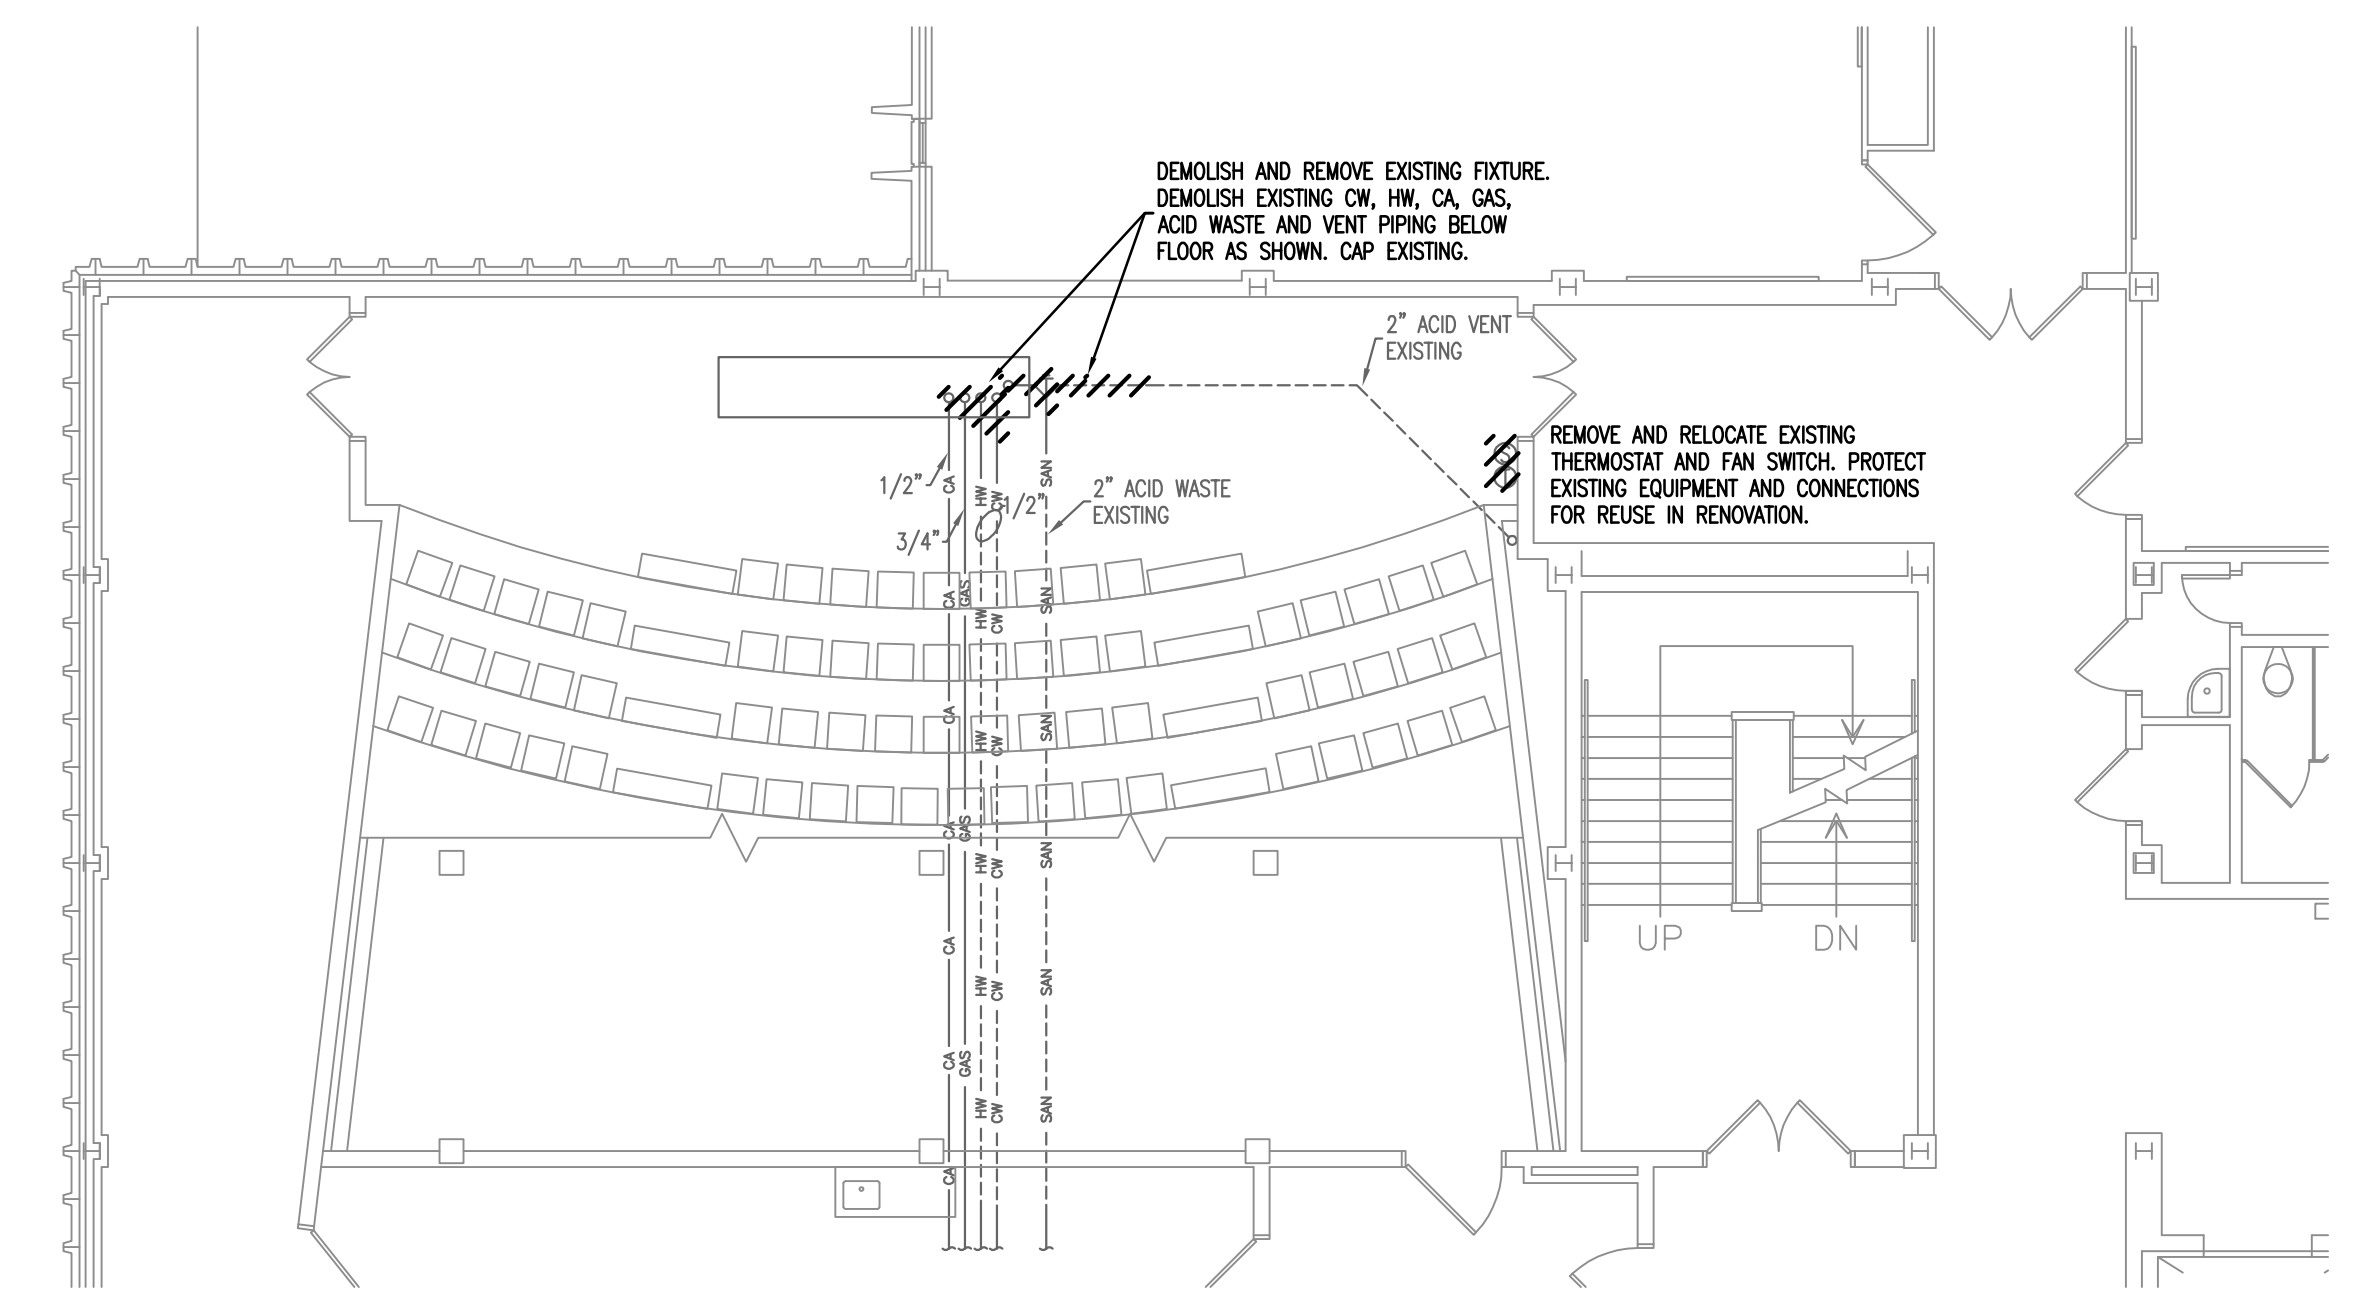 DEMOLISH AND REMOVE EXISTING FIXTURE.
DEMOLISH EXISTING CW, HW, CA, GAS,
ACID WASTE AND VENT PIPING BELOW
FLOOR AS SHOWN. CAP EXISTING.
2" ACID VENT
EXISTING
REMOVE AND RELOCATE EXISTING
THERMOSTAT AND FAN SWITCH. PROTECT
EXISTING EQUIPMENT AND CONNECTIONS
FOR REUSE IN RENOVATION.
1/2"
3/4"
1/2"
2" ACID WASTE
EXISTING
CA
HW
CW
SAN
CA
GAS
HW
CW
SAN
CA
HW
CW
SAN
CA
GAS
HW
CW
SAN
CA
HW
CW
SAN
CA
GAS
HW
CW
SAN
CA
UP
DN